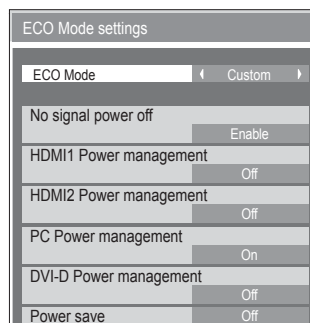 ECO Mode settings
ECO Mode Custom
No signal power off
Enable
HDMI1 Power management
Off
HDMI2 Power management
Off
PC Power management
On
DVI-D Power management
Off
Power save Off